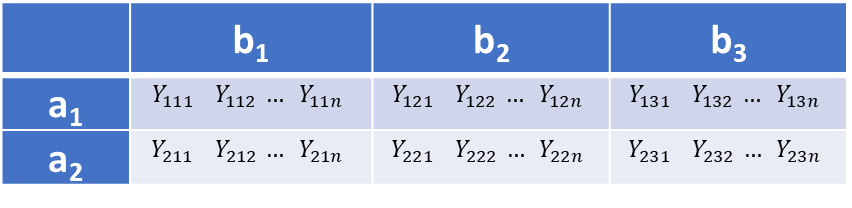 b₁ b₂ b₃
a₁ Y₁₁₁ Y₁₁₂ ... Y₁₁ₙ Y₁₂₁ Y₁₂₂ ... Y₁₂ₙ Y₁₃₁ Y₁₃₂ ... Y₁₃ₙ
a₂ Y₂₁₁ Y₂₁₂ ... Y₂₁ₙ Y₂₂₁ Y₂₂₂ ... Y₂₂ₙ Y₂₃₁ Y₂₃₂ ... Y₂₃ₙ